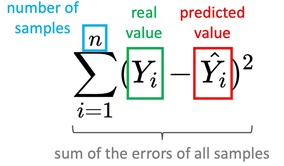 number of samples
real value
predicted value
n
∑(Yᵢ − Ŷᵢ)²
i=1
sum of the errors of all samples